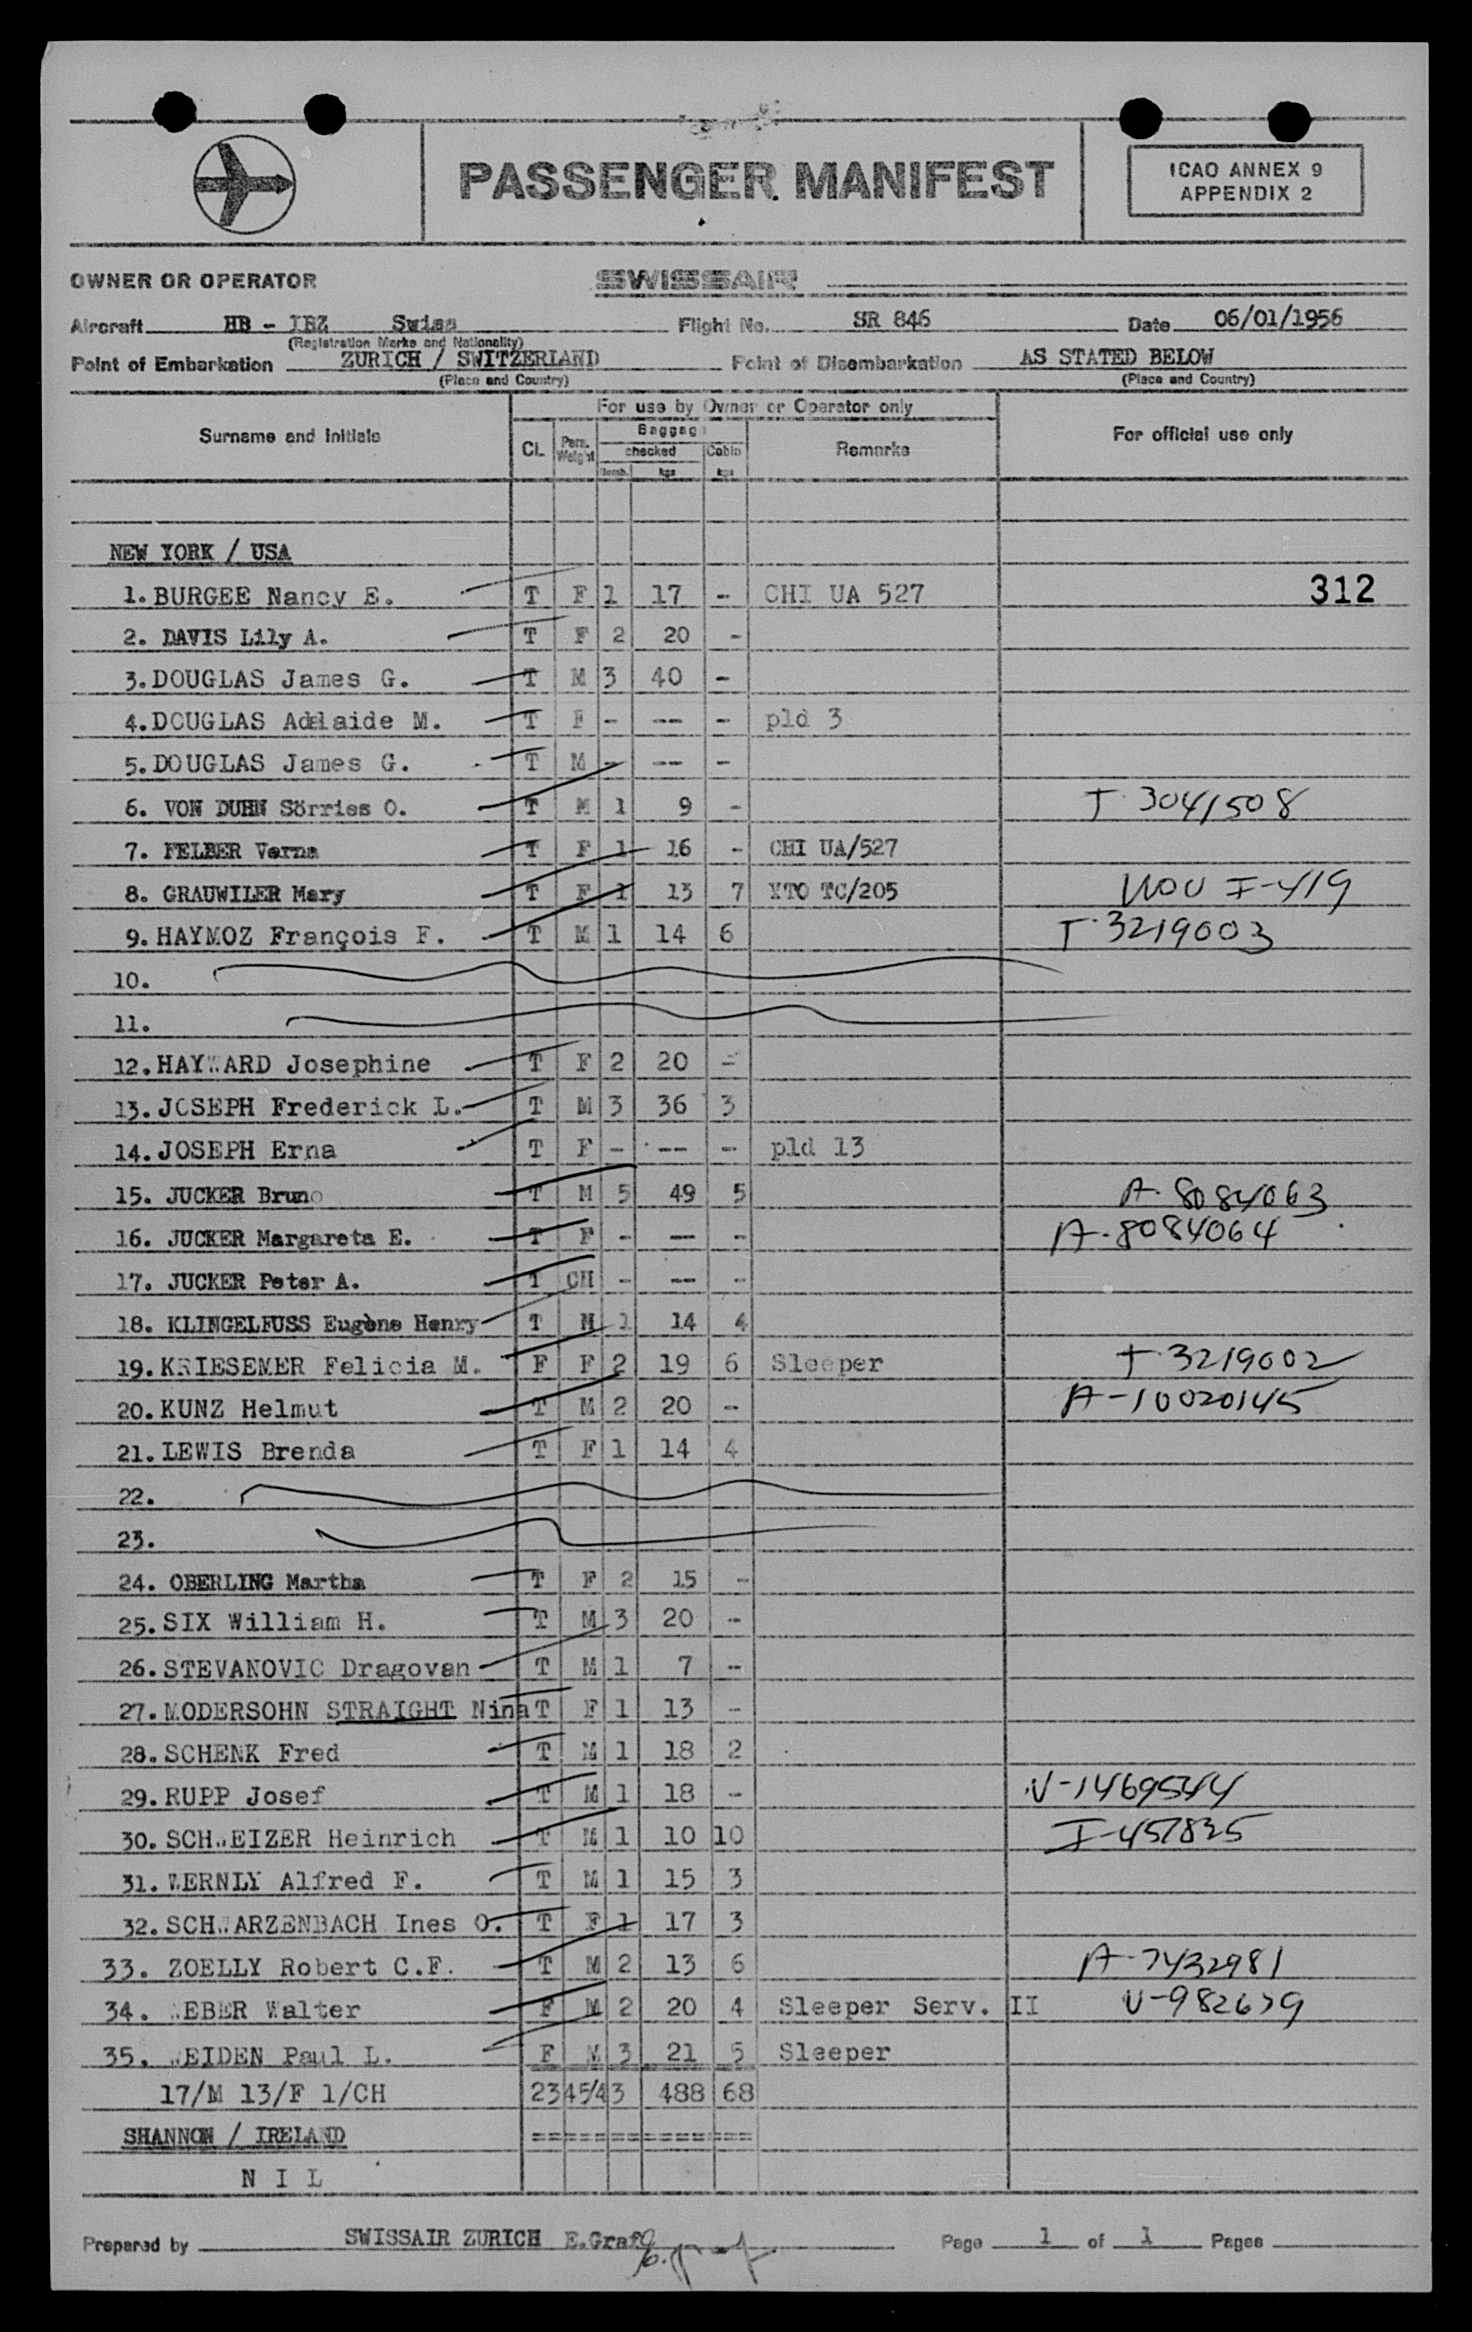 PASSENGER MANIFEST
ICAO ANNEX 9
APPENDIX 2
OWNER OR OPERATOR SWISSAIR
Aircraft HB - IBZ Swiss Flight No. SR 846 Date 06/01/1956
(Registration Marks and Nationality)
Point of Embarkation ZURICH / SWITZERLAND Point of Disembarkation AS STATED BELOW
(Place and Country) (Place and Country)
For use by Owner or Operator only
Surname and Initials CL. Pers. Weight Baggage checked Numb. kgs Cabin kgs Remarks For official use only
NEW YORK / USA
1. BURGEE Nancy E. T F 1 17 - CHI UA 527 312
2. DAVIS Lily A. T F 2 20 -
3. DOUGLAS James G. T M 3 40 -
4. DOUGLAS Adelaide M. T F - -- - pld 3
5. DOUGLAS James G. T M - -- -
6. VON DUHN Sörries O. T M 1 9 - T-3041508
7. FELBER Verna T F 1 16 - CHI UA/527
8. GRAUWILER Mary T F 1 13 7 YTO TC/205 I-419
9. HAYMOZ François F. T M 1 14 6 T-3219003
10.
11.
12. HAYWARD Josephine T F 2 20 -
13. JOSEPH Frederick L. T M 3 36 3
14. JOSEPH Erna T F - -- - pld 13
15. JUCKER Bruno T M 5 49 5 A-8084063
16. JUCKER Margareta E. T F - -- - A-8084064
17. JUCKER Peter A. T CH - -- -
18. KLINGELFUSS Eugène Henry T M 1 14 4
19. KRIESEMER Felicia M. F F 2 19 6 Sleeper T-3219002
20. KUNZ Helmut T M 2 20 - A-10020145
21. LEWIS Brenda T F 1 14 4
22.
23.
24. OBERLING Martha T F 2 15 -
25. SIX William H. T M 3 20 -
26. STEVANOVIC Dragovan T M 1 7 -
27. MODERSOHN STRAIGHT Nina T F 1 13 -
28. SCHENK Fred T M 1 18 2
29. RUPP Josef T M 1 18 - V-1469544
30. SCHWEIZER Heinrich T M 1 10 10 I-457825
31. WERNLY Alfred F. T M 1 15 3
32. SCHWARZENBACH Ines O. T F 1 17 3
33. ZOELLY Robert C.F. T M 2 13 6 A-7432981
34. WEBER Walter F M 2 20 4 Sleeper Serv. II V-982679
35. WEIDEN Paul L. F M 3 21 5 Sleeper
17/M 13/F 1/CH 2345/43 488 68
SHANNON / IRELAND ================
N I L
Prepared by SWISSAIR ZURICH E.Graf Page 1 of 1 Pages